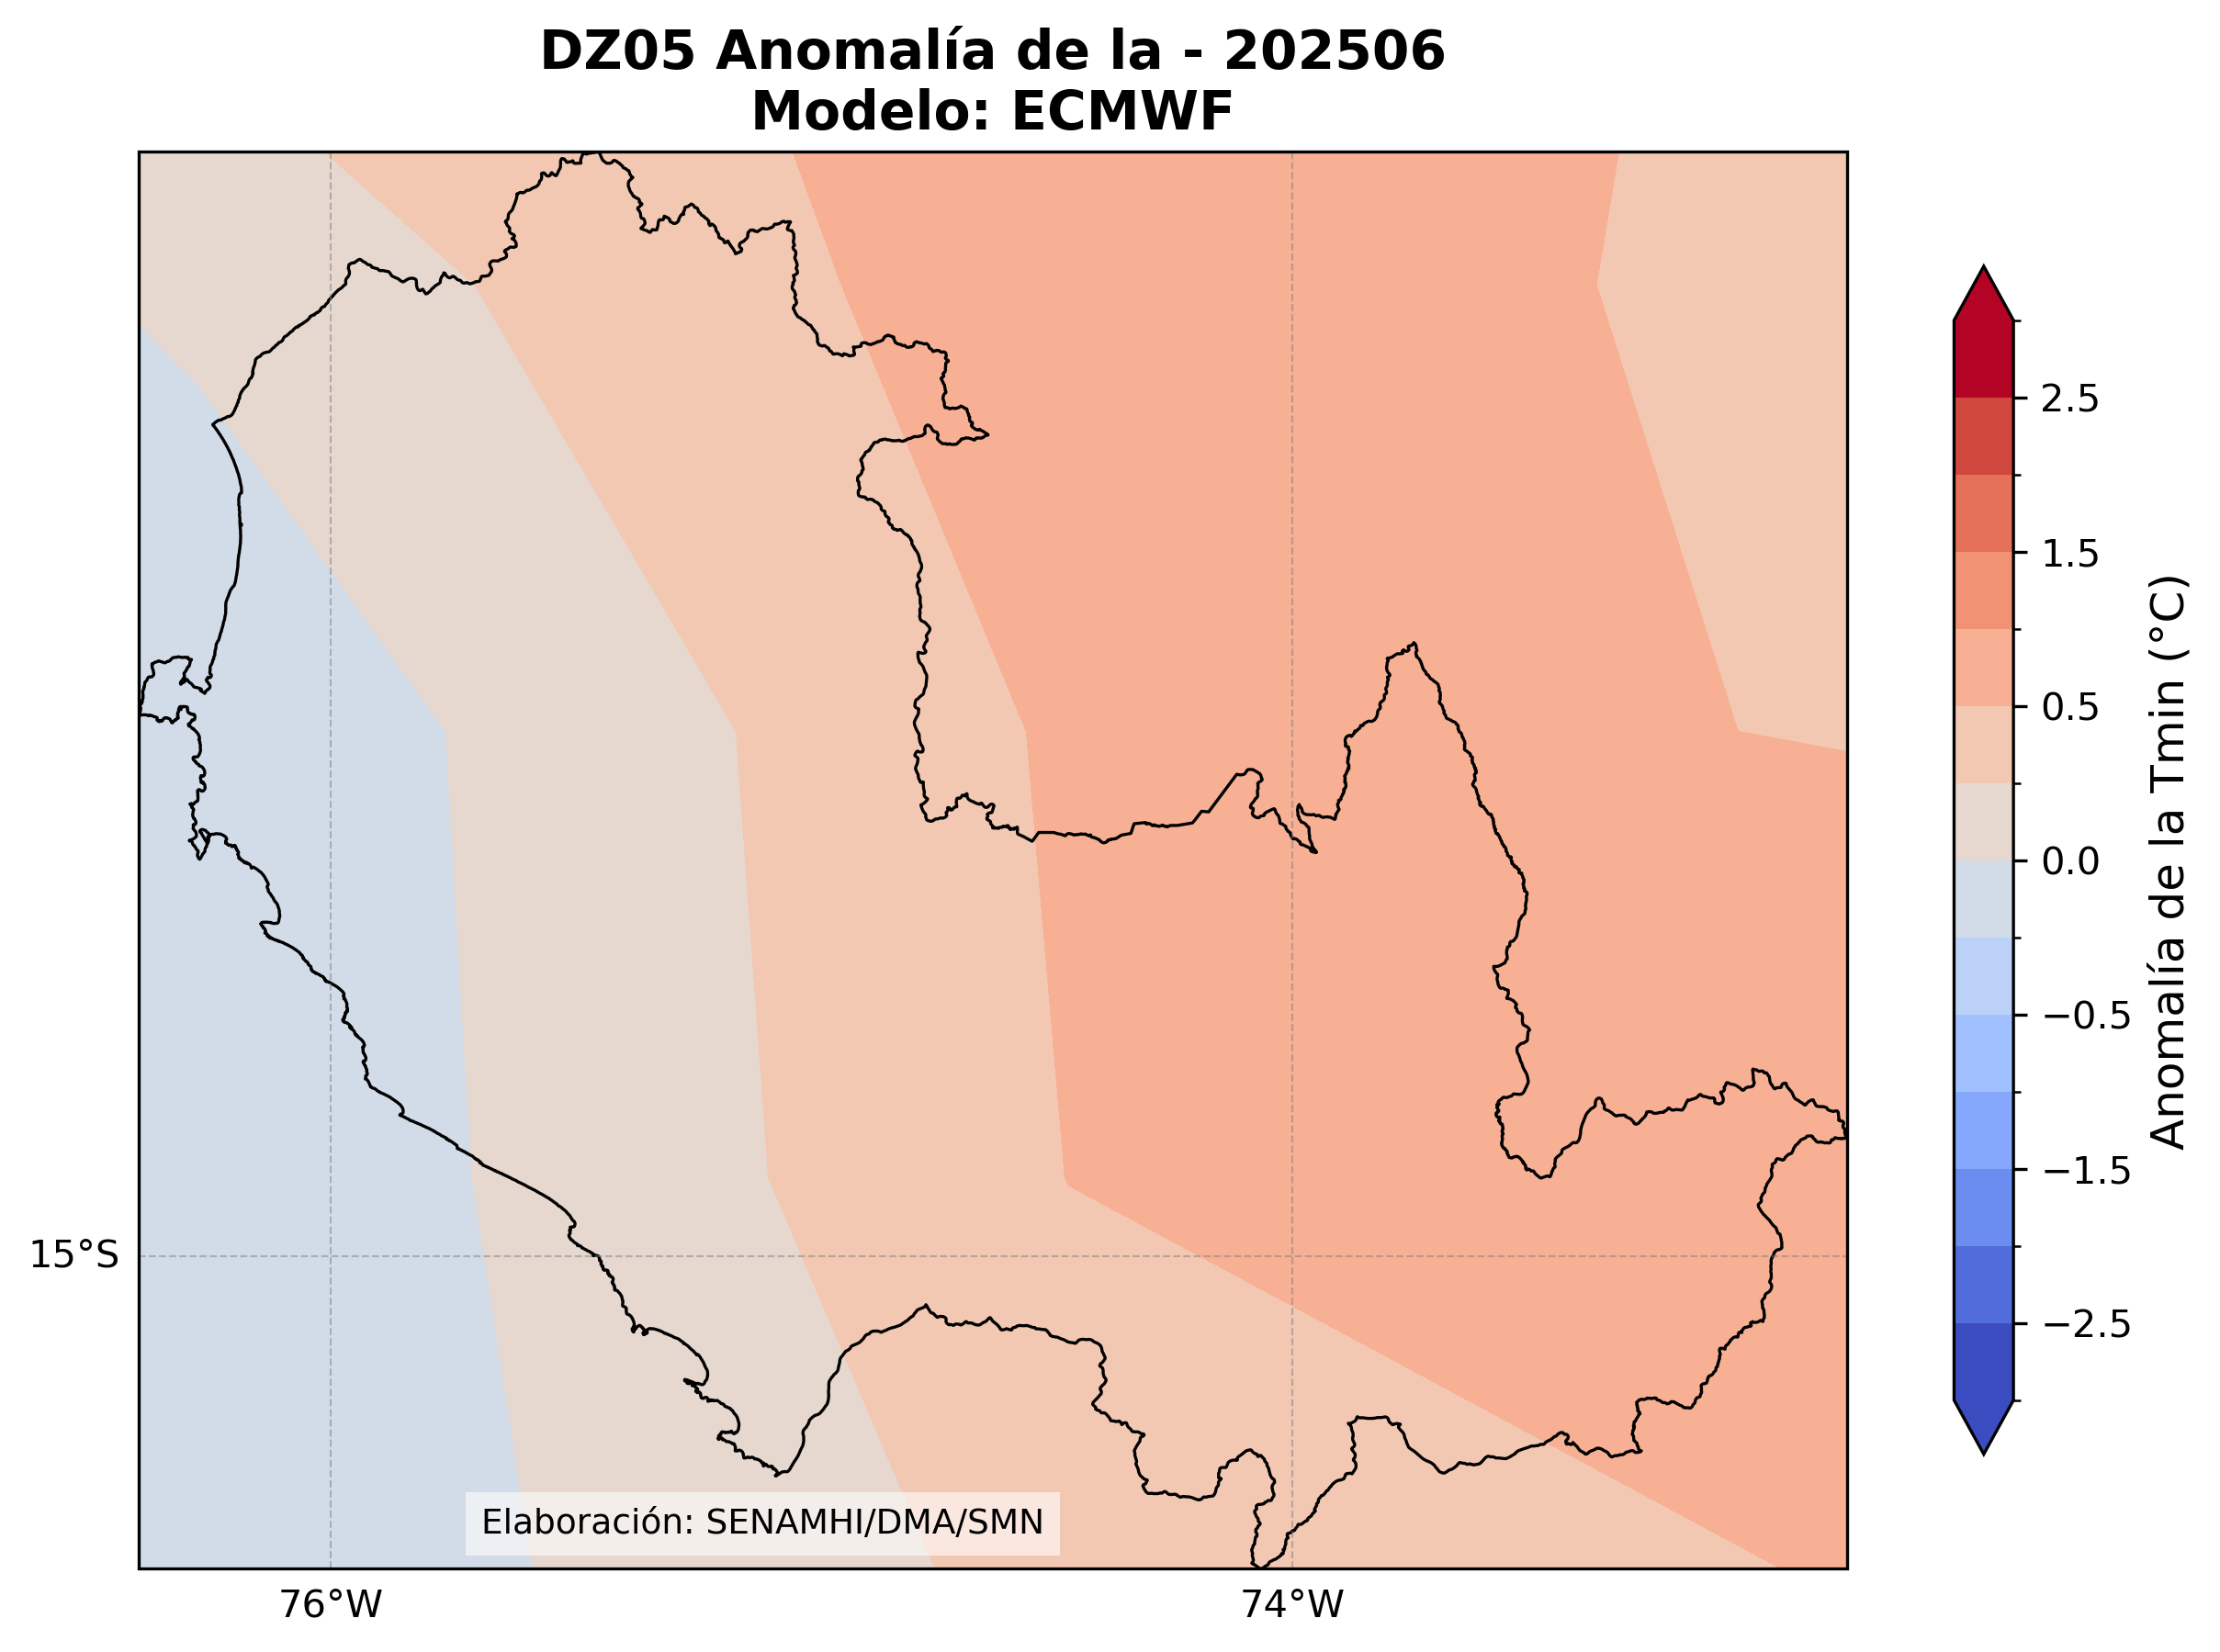 DZ05 Anomalía de la - 202506
Modelo: ECMWF
2.5
1.5
0.5
0.0
−0.5
−1.5
−2.5
Anomalía de la Tmin (°C)
15°S
Elaboración: SENAMHI/DMA/SMN
76°W
74°W